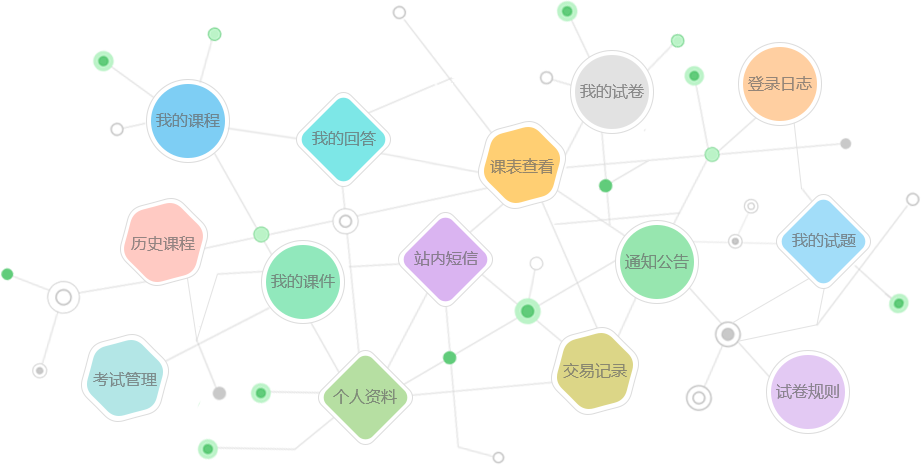 我的试卷
登录日志
我的课程
我的回答
课表查看
历史课程
我的试题
站内短信
通知公告
我的课件
交易记录
考试管理
试卷规则
个人资料